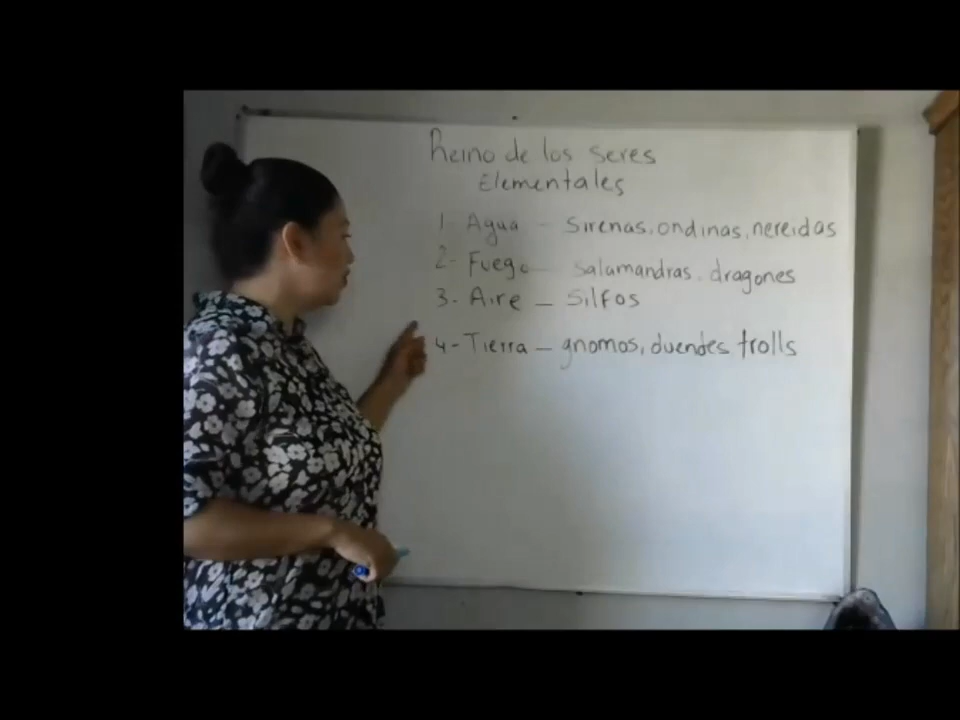 Reino de los seres
Elementales
1- Agua - Sirenas, ondinas, nereidas
2- Fuego - Salamandras, dragones
3- Aire - Silfos
4- Tierra - gnomos, duendes trolls